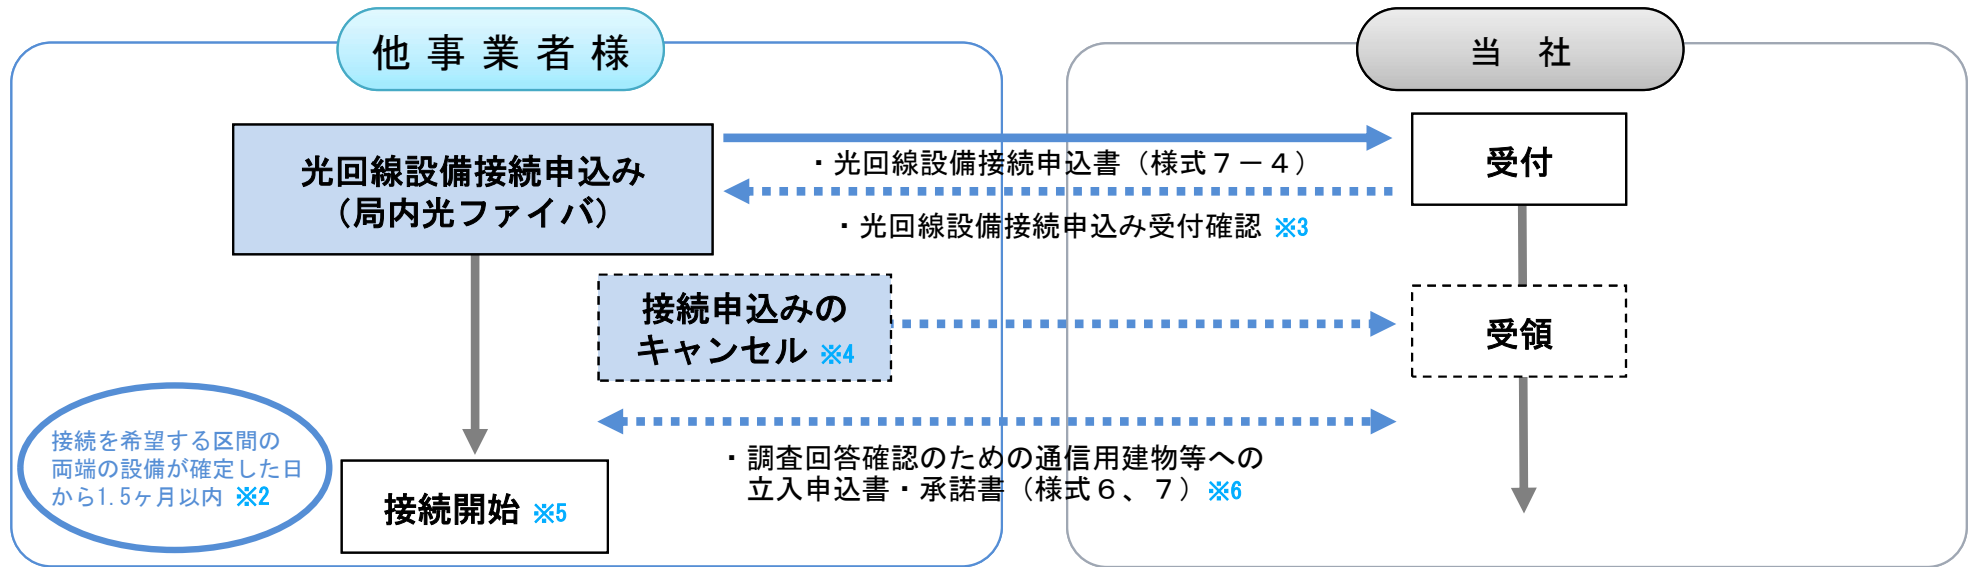 他事業者様
当　社
光回線設備接続申込み
（局内光ファイバ）
・光回線設備接続申込書（様式７－４）
受付
・光回線設備接続申込み受付確認 ※3
接続申込みの
キャンセル ※4
受領
接続を希望する区間の
両端の設備が確定した日
から1.5ヶ月以内 ※2
・調査回答確認のための通信用建物等への
立入申込書・承諾書（様式６、７）※6
接続開始 ※5